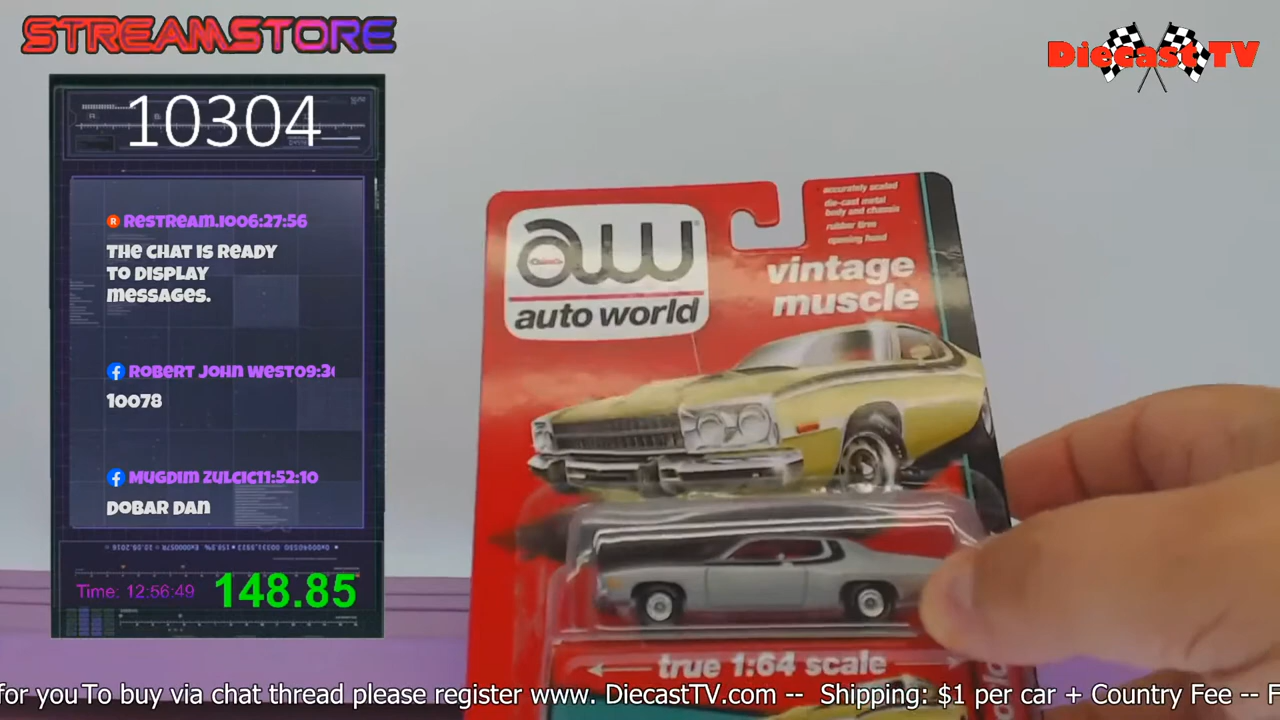 STREAMSTORE
Diecast TV
10304
Restream.io06:27:56
The chat is ready
to display
messages.
Robert John West09:3
10078
Mugdim Zulcic11:52:10
Dobar dan
Time: 12:56:49
148.85
accurately scaled
die-cast metal
body and chassis
rubber tires
opening hood
aw
auto world
vintage
muscle
true 1:64 scale
for you To buy via chat thread please register www. DiecastTV.com -- Shipping: $1 per car + Country Fee -- F